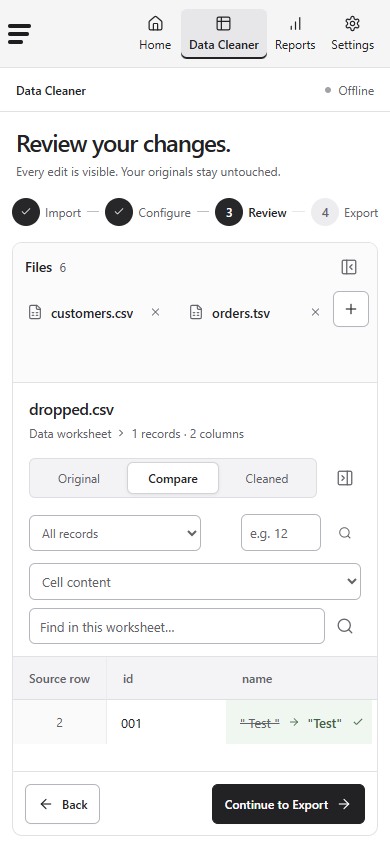 Home Data Cleaner Reports Settings
Data Cleaner Offline
Review your changes.
Every edit is visible. Your originals stay untouched.
Import Configure 3 Review 4 Export
Files 6
customers.csv × orders.tsv × +
dropped.csv
Data worksheet > 1 records · 2 columns
Original Compare Cleaned
All records e.g. 12
Cell content
Find in this worksheet...
Source row id name
2 001 " Test " → "Test" ✓
← Back Continue to Export →